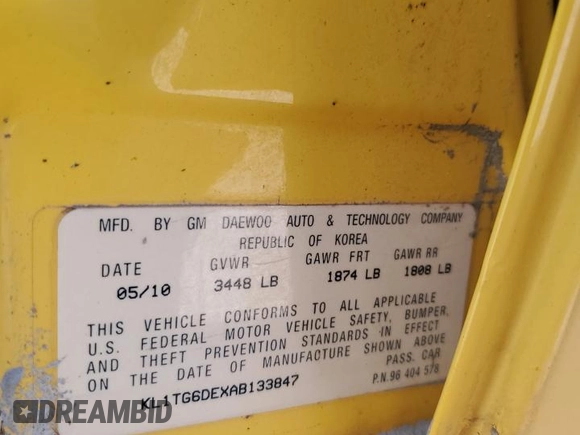 MFD. BY GM DAEWOO AUTO & TECHNOLOGY COMPANY
REPUBLIC OF KOREA
DATE GVWR GAWR FRT GAWR RR
05/10 3448 LB 1874 LB 1808 LB
THIS VEHICLE CONFORMS TO ALL APPLICABLE
U.S. FEDERAL MOTOR VEHICLE SAFETY, BUMPER,
AND THEFT PREVENTION STANDARDS IN EFFECT
ON THE DATE OF MANUFACTURE SHOWN ABOVE
PASS. CAR
KL1TG6DEXAB133847
P.N. 96 404 578
DREAMBID